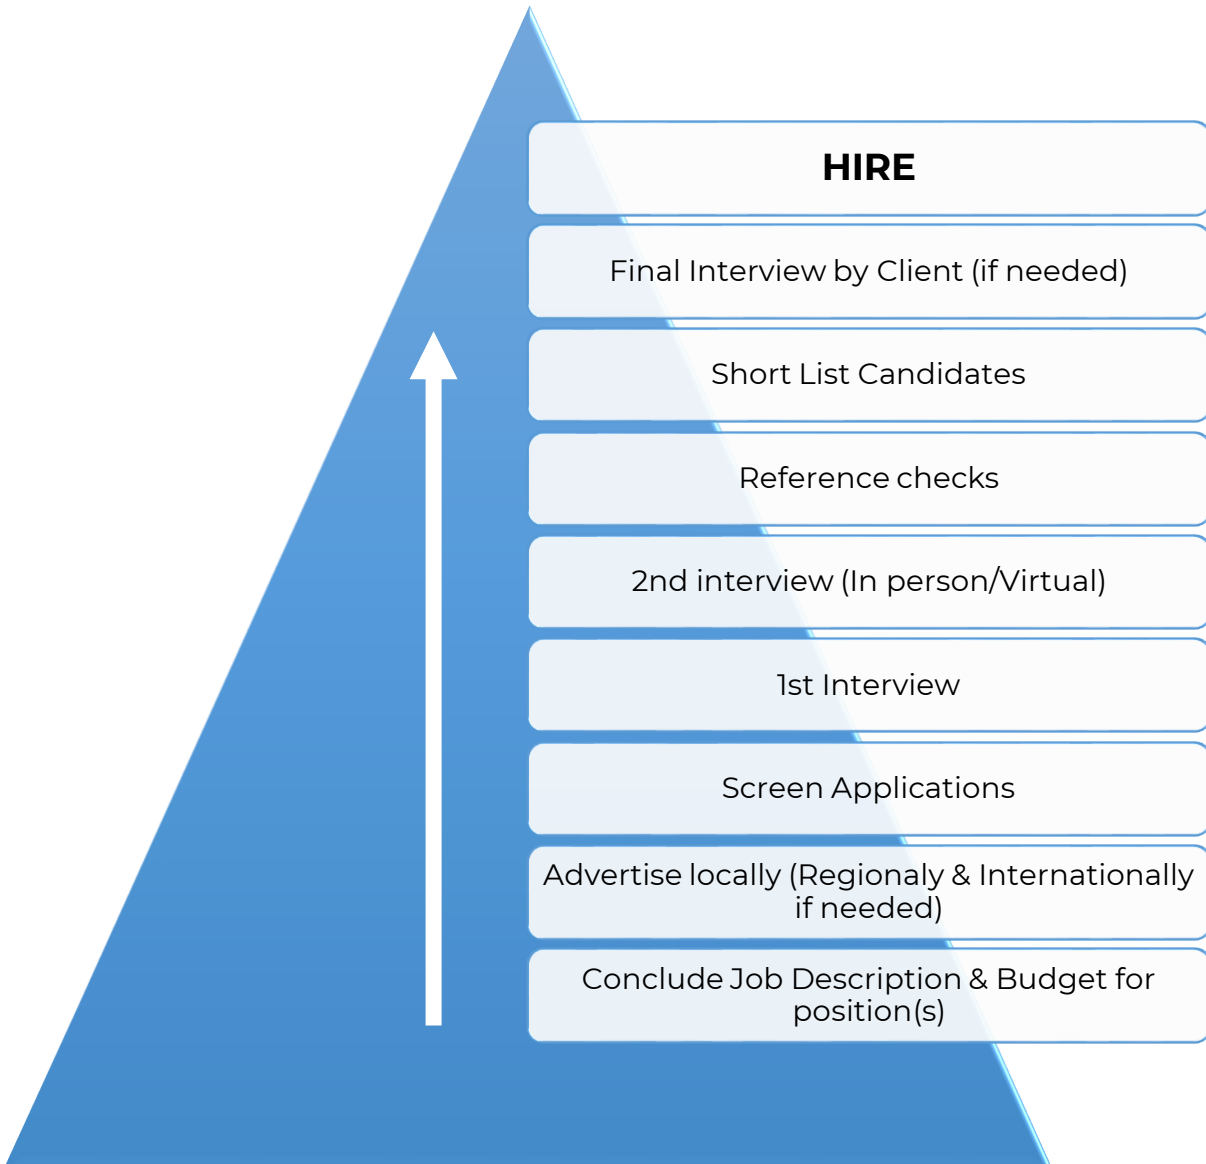 HIRE
Final Interview by Client (if needed)
Short List Candidates
Reference checks
2nd interview (In person/Virtual)
1st Interview
Screen Applications
Advertise locally (Regionaly & Internationally
if needed)
Conclude Job Description & Budget for
position(s)